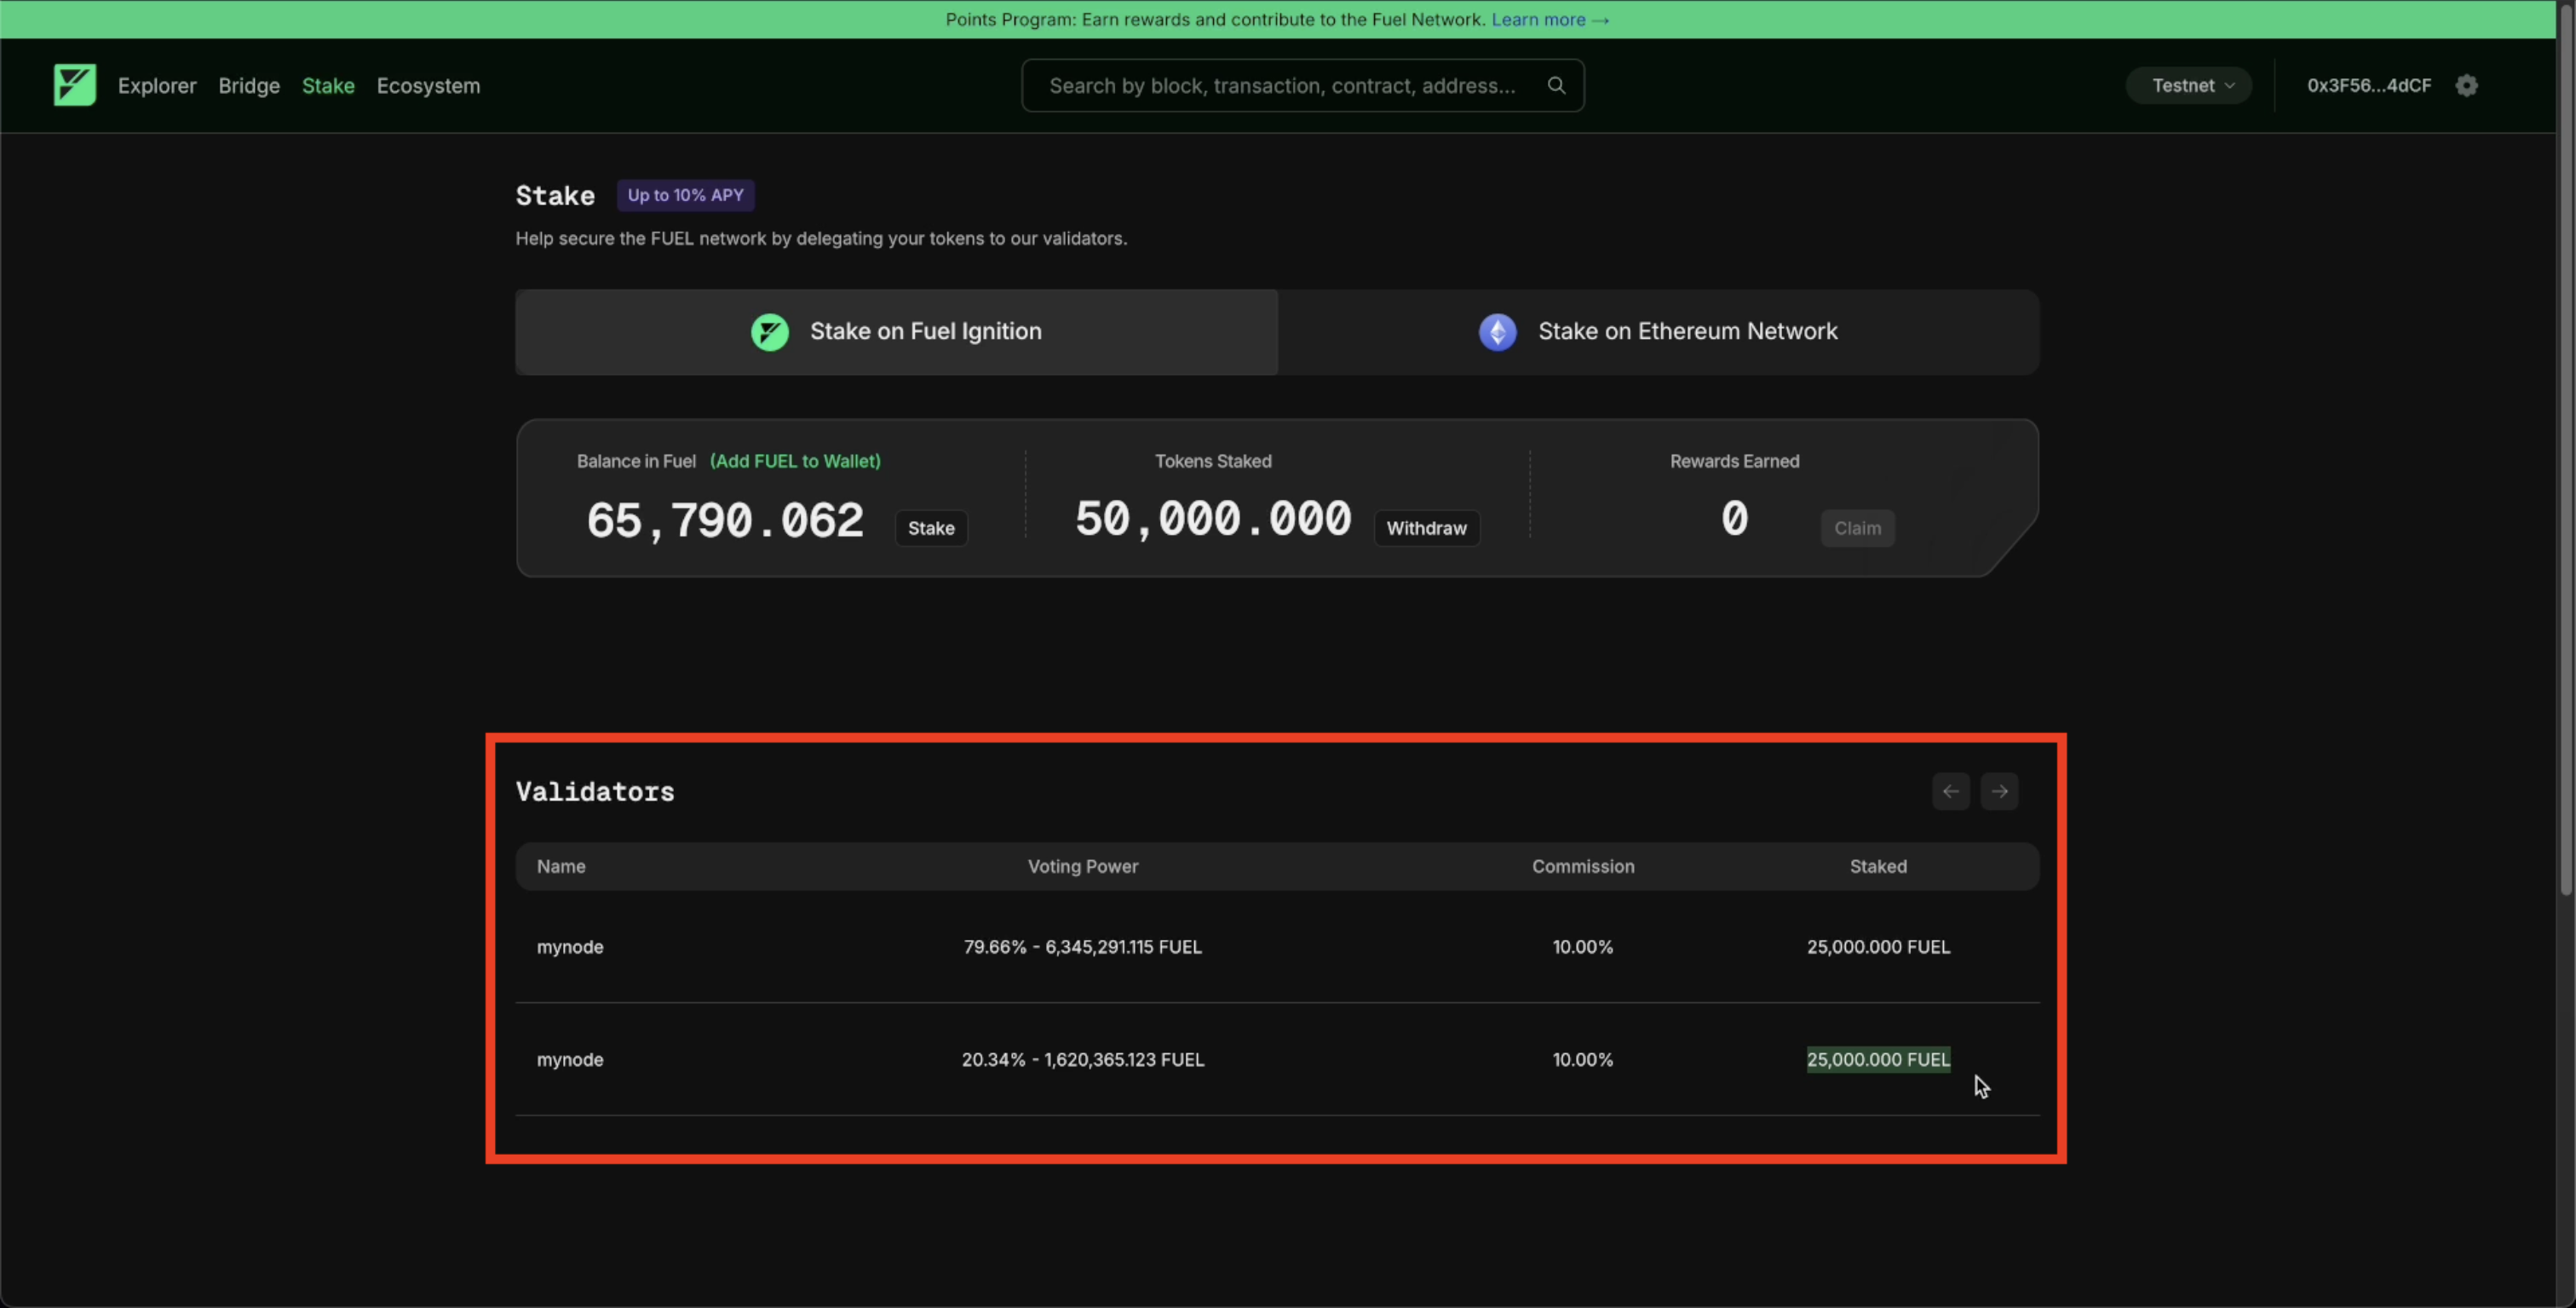 Points Program: Earn rewards and contribute to the Fuel Network. Learn more →
Explorer Bridge Stake Ecosystem
Search by block, transaction, contract, address...
Testnet
0x3F56...4dCF
Stake
Up to 10% APY
Help secure the FUEL network by delegating your tokens to our validators.
Stake on Fuel Ignition
Stake on Ethereum Network
Balance in Fuel (Add FUEL to Wallet)
65,790.062
Stake
Tokens Staked
50,000.000
Withdraw
Rewards Earned
0
Claim
Validators
Name Voting Power Commission Staked
mynode 79.66% - 6,345,291.115 FUEL 10.00% 25,000.000 FUEL
mynode 20.34% - 1,620,365.123 FUEL 10.00% 25,000.000 FUEL